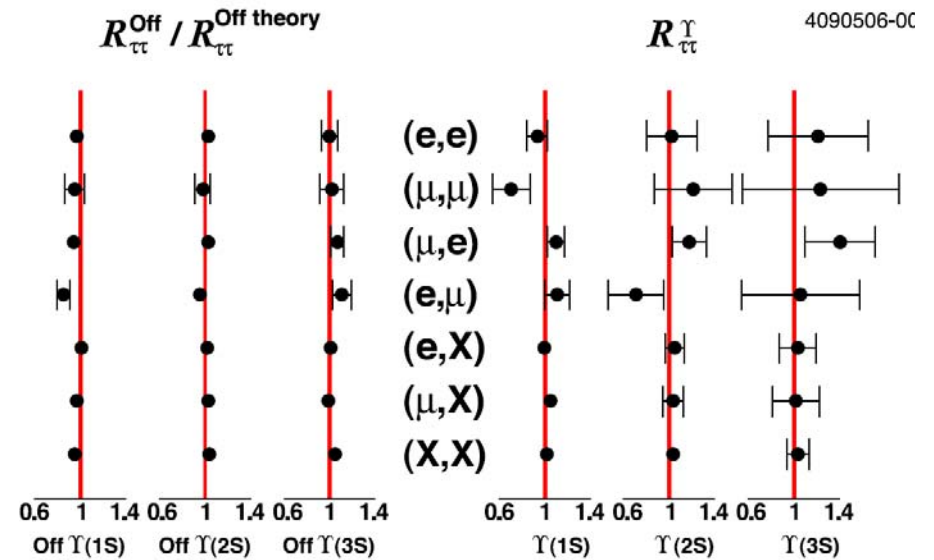 R_ττ^Off / R_ττ^Off theory
R_ττ^ϒ
4090506-00
(e,e)
(μ,μ)
(μ,e)
(e,μ)
(e,X)
(μ,X)
(X,X)
0.6 1 1.4 0.6 1 1.4 0.6 1 1.4 0.6 1 1.4 0.6 1 1.4 0.6 1 1.4
Off ϒ(1S) Off ϒ(2S) Off ϒ(3S) ϒ(1S) ϒ(2S) ϒ(3S)